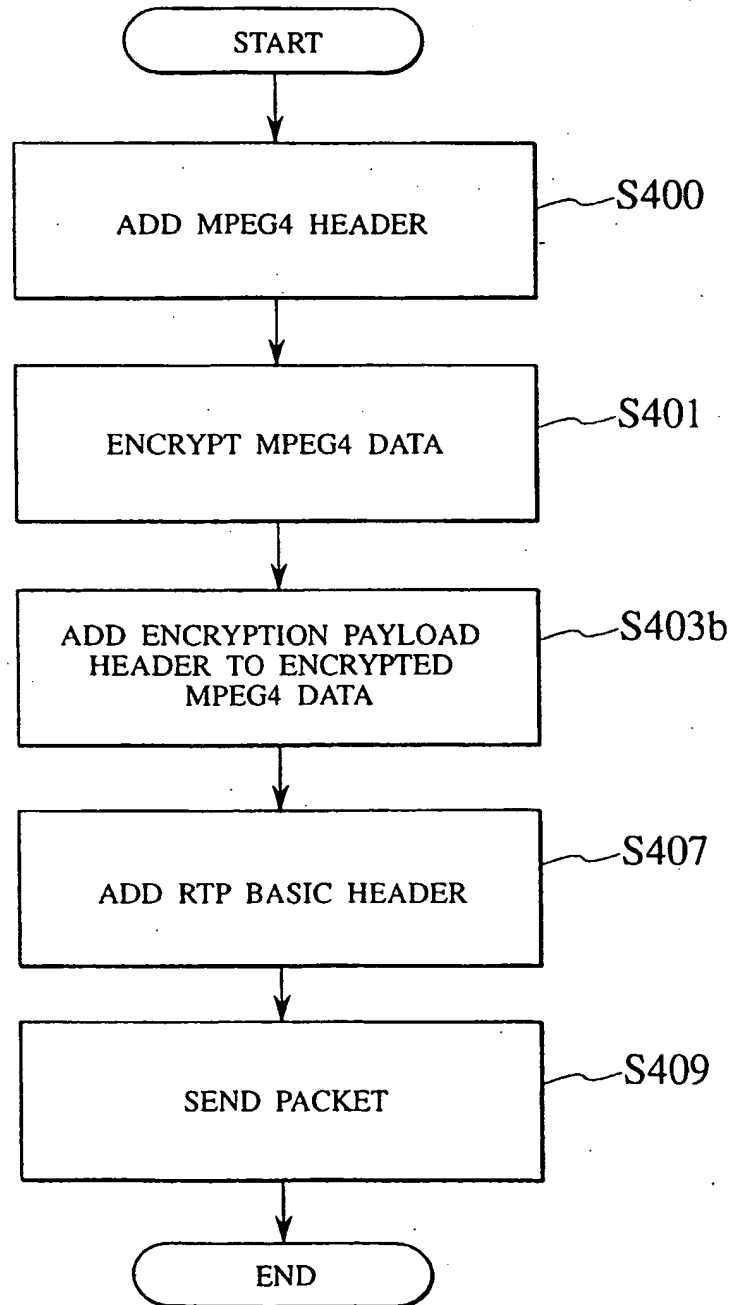 START
ADD MPEG4 HEADER
S400
ENCRYPT MPEG4 DATA
S401
ADD ENCRYPTION PAYLOAD
HEADER TO ENCRYPTED
MPEG4 DATA
S403b
ADD RTP BASIC HEADER
S407
SEND PACKET
S409
END